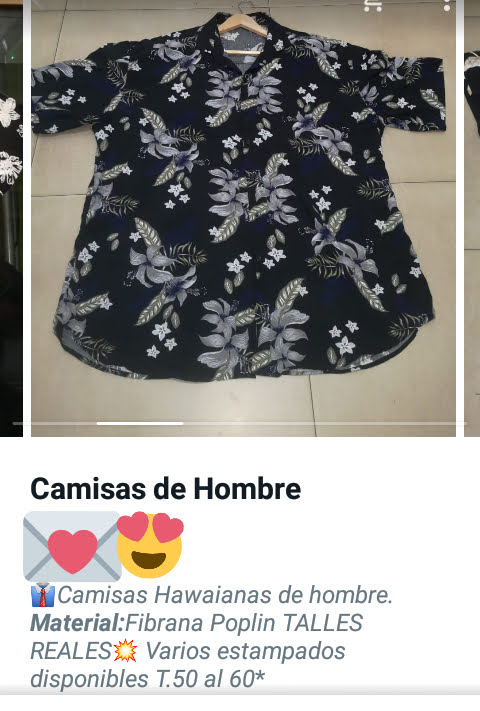 Camisas de Hombre
💌😍
👔Camisas Hawaianas de hombre.
Material:Fibrana Poplin TALLES
REALES💥 Varios estampados
disponibles T.50 al 60*